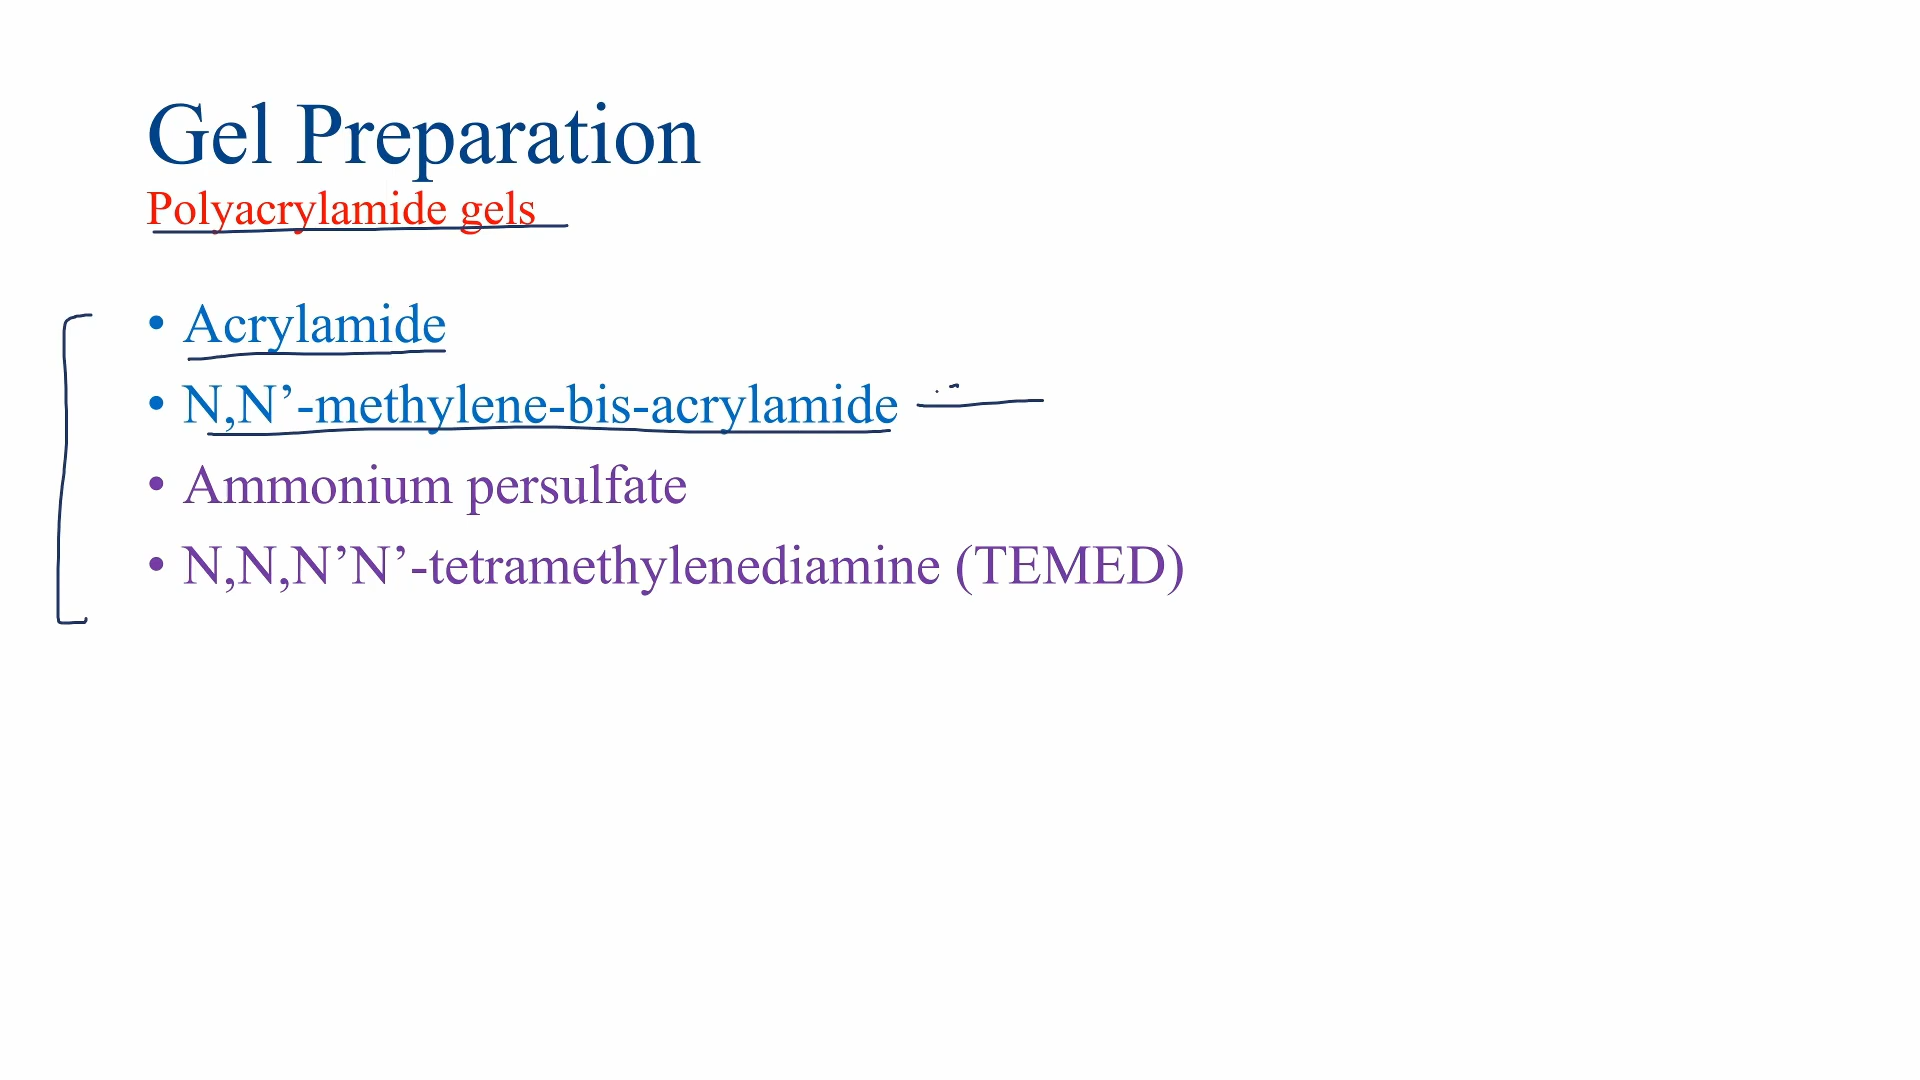 Gel Preparation
Polyacrylamide gels
• Acrylamide
• N,N’-methylene-bis-acrylamide
• Ammonium persulfate
• N,N,N’N’-tetramethylenediamine (TEMED)